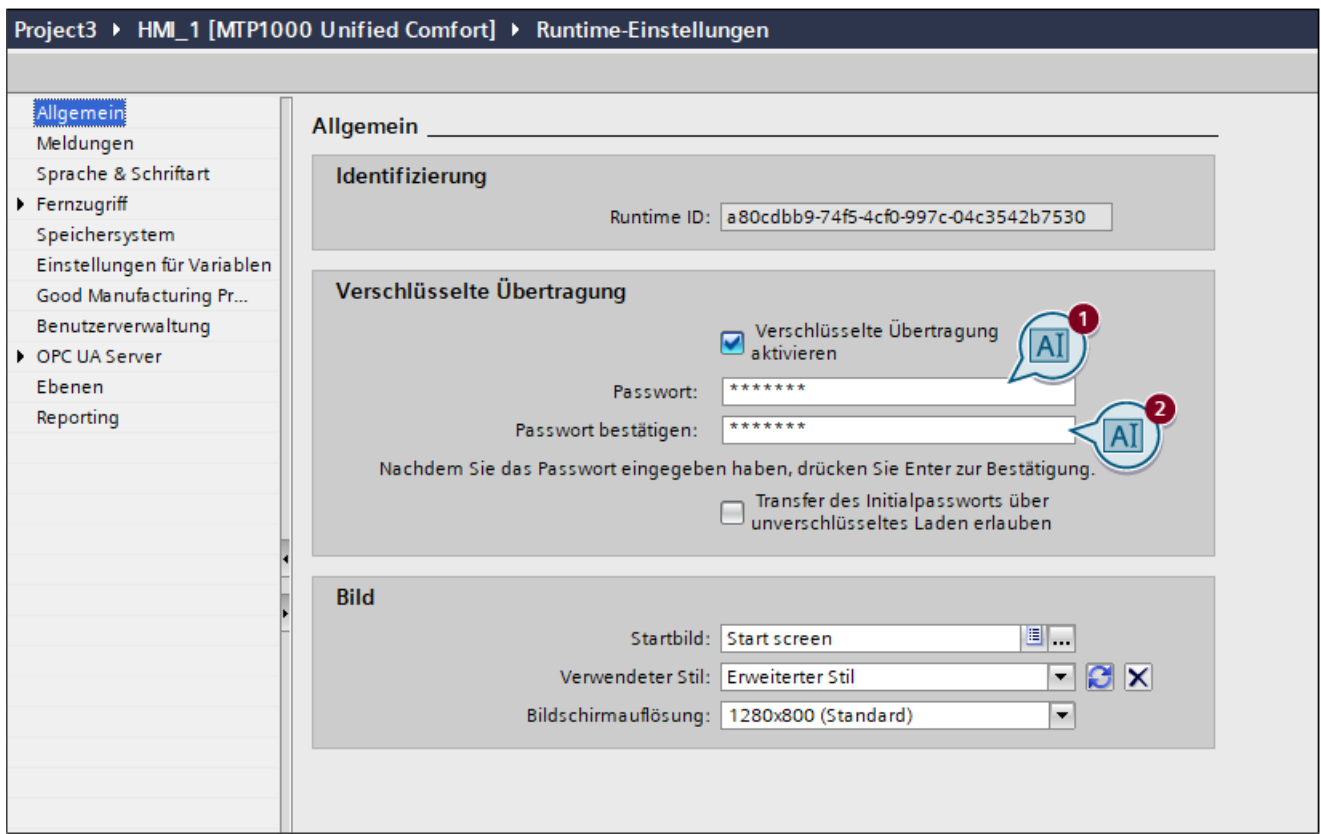 Project3 ▸ HMI_1 [MTP1000 Unified Comfort] ▸ Runtime-Einstellungen
Allgemein
Meldungen
Sprache & Schriftart
Fernzugriff
Speichersystem
Einstellungen für Variablen
Good Manufacturing Pr...
Benutzerverwaltung
OPC UA Server
Ebenen
Reporting
Allgemein
Identifizierung
Runtime ID: a80cdbb9-74f5-4cf0-997c-04c3542b7530
Verschlüsselte Übertragung
Verschlüsselte Übertragung
aktivieren
1
AI
Passwort: *******
Passwort bestätigen: *******
2
AI
Nachdem Sie das Passwort eingegeben haben, drücken Sie Enter zur Bestätigung.
Transfer des Initialpassworts über
unverschlüsseltes Laden erlauben
Bild
Startbild: Start screen ...
Verwendeter Stil: Erweiterter Stil
Bildschirmauflösung: 1280x800 (Standard)